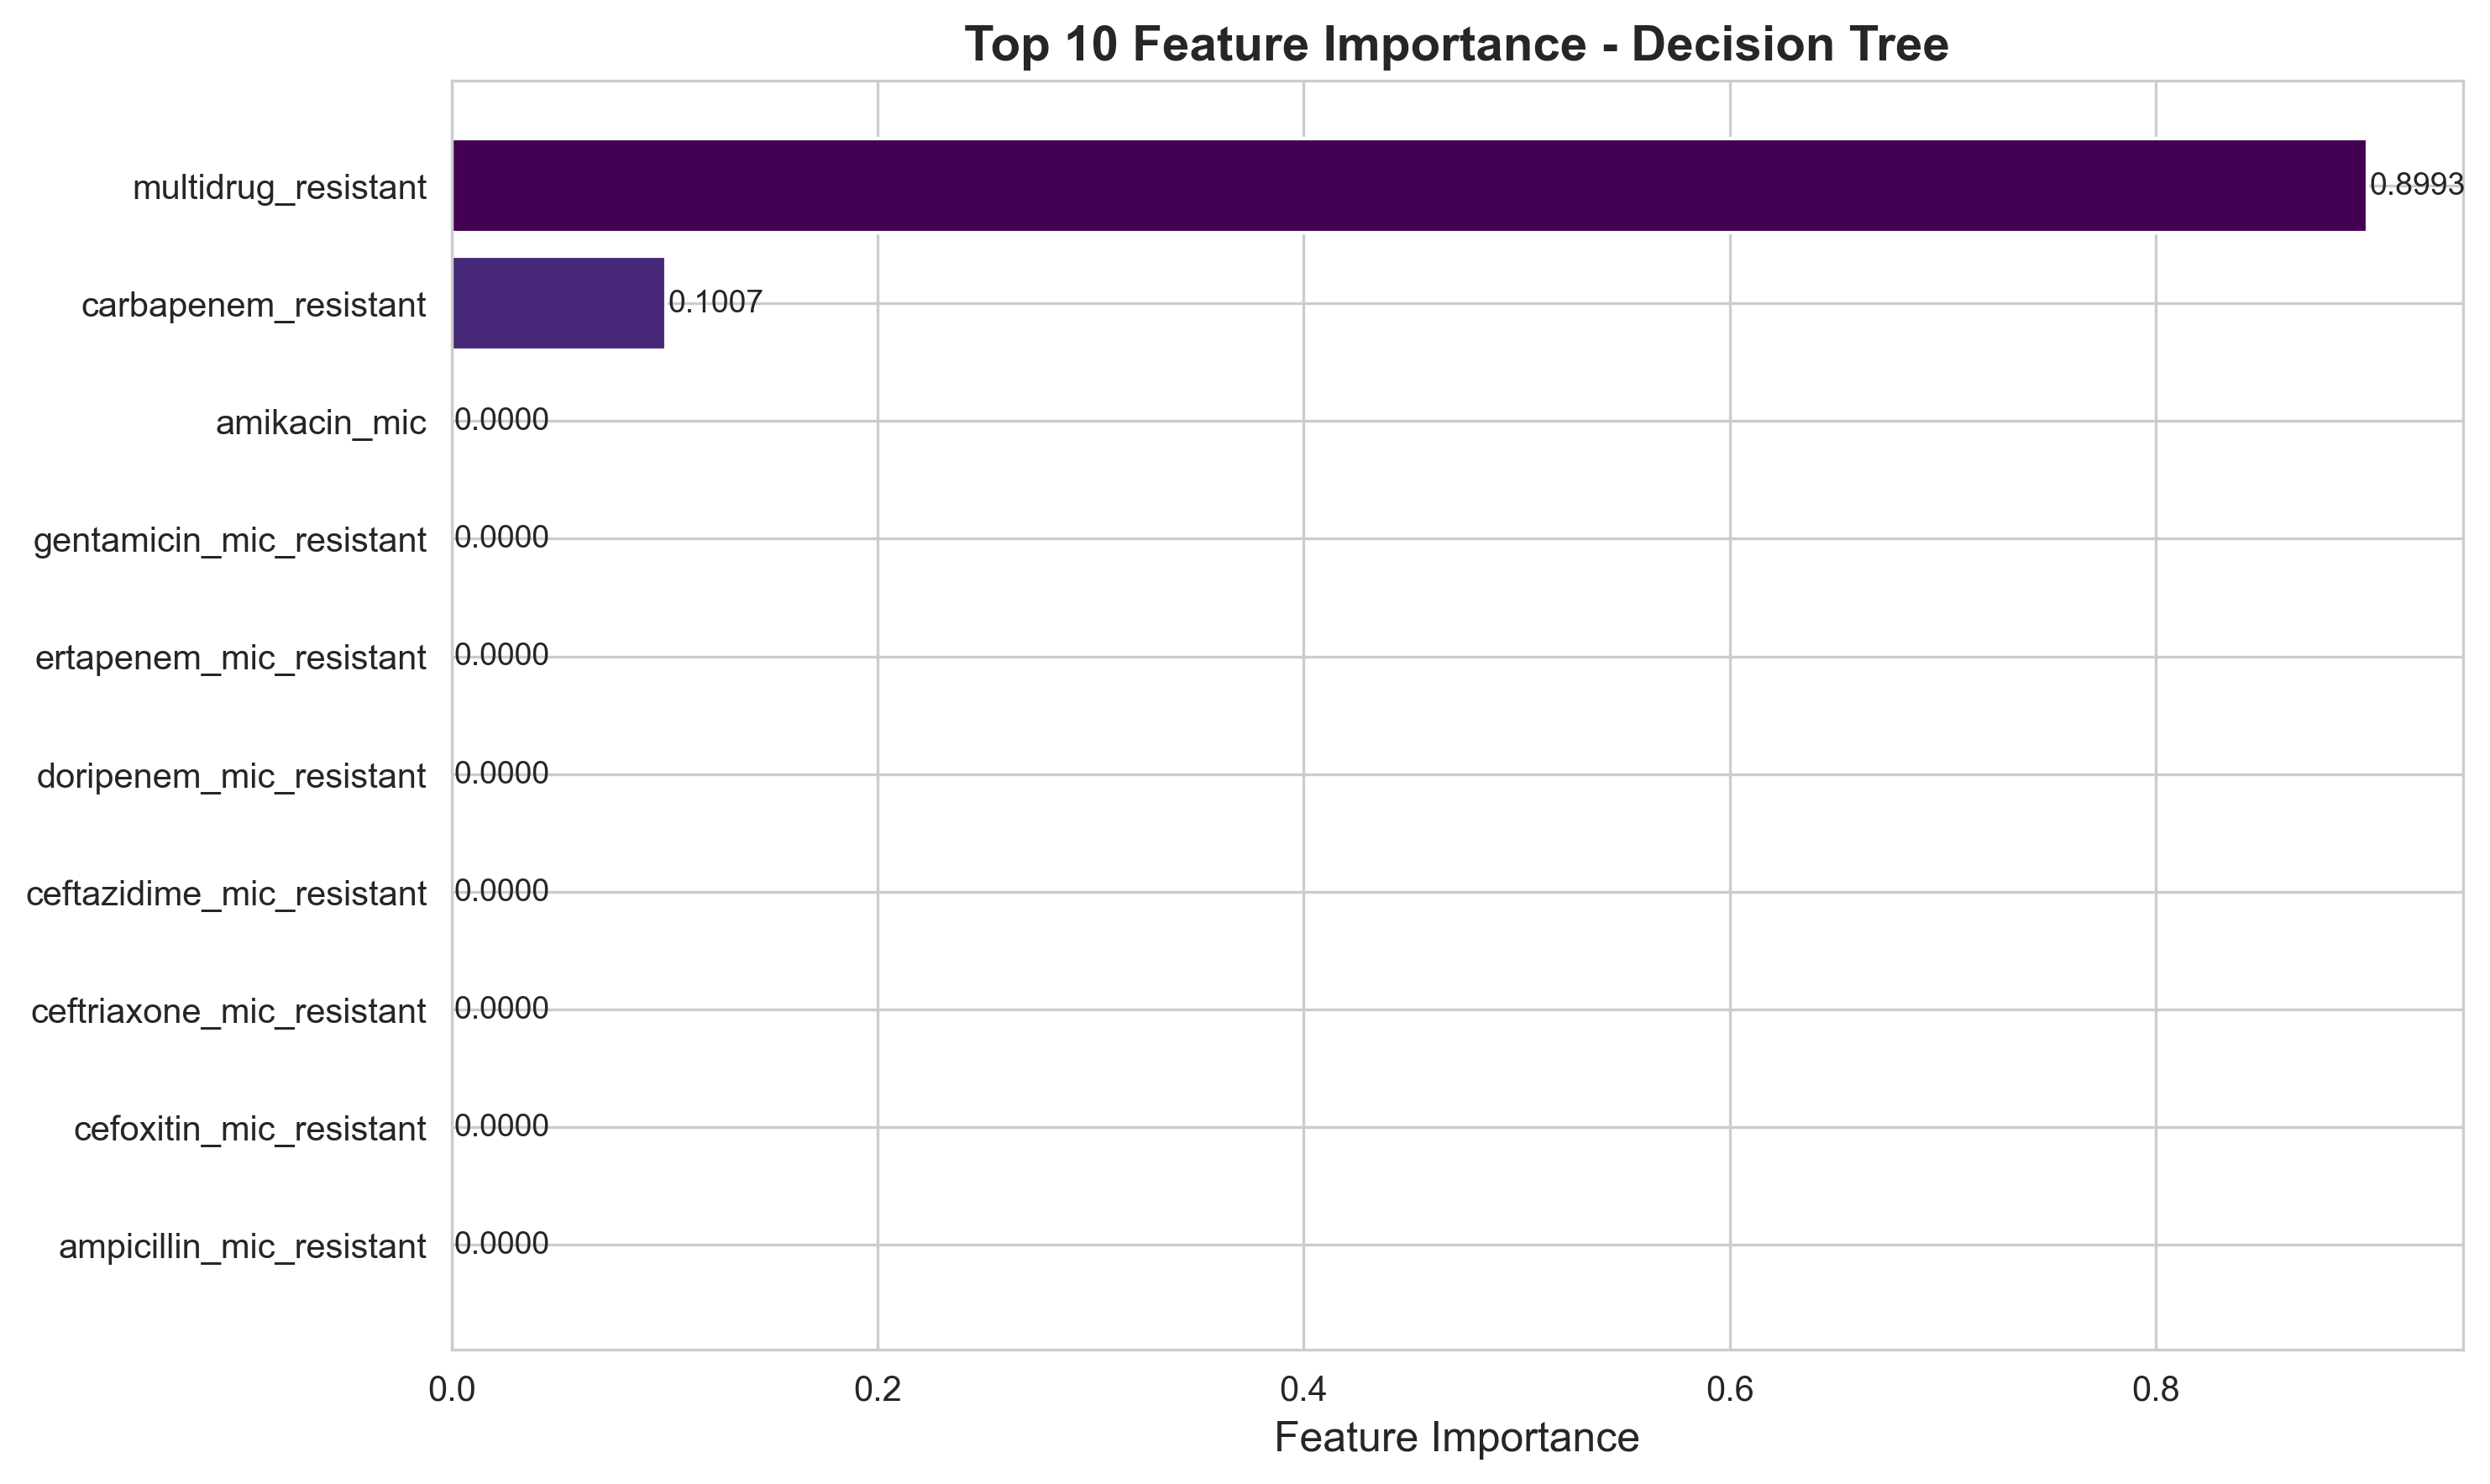 Top 10 Feature Importance - Decision Tree
multidrug_resistant 0.8993
carbapenem_resistant 0.1007
amikacin_mic 0.0000
gentamicin_mic_resistant 0.0000
ertapenem_mic_resistant 0.0000
doripenem_mic_resistant 0.0000
ceftazidime_mic_resistant 0.0000
ceftriaxone_mic_resistant 0.0000
cefoxitin_mic_resistant 0.0000
ampicillin_mic_resistant 0.0000
0.0 0.2 0.4 0.6 0.8
Feature Importance